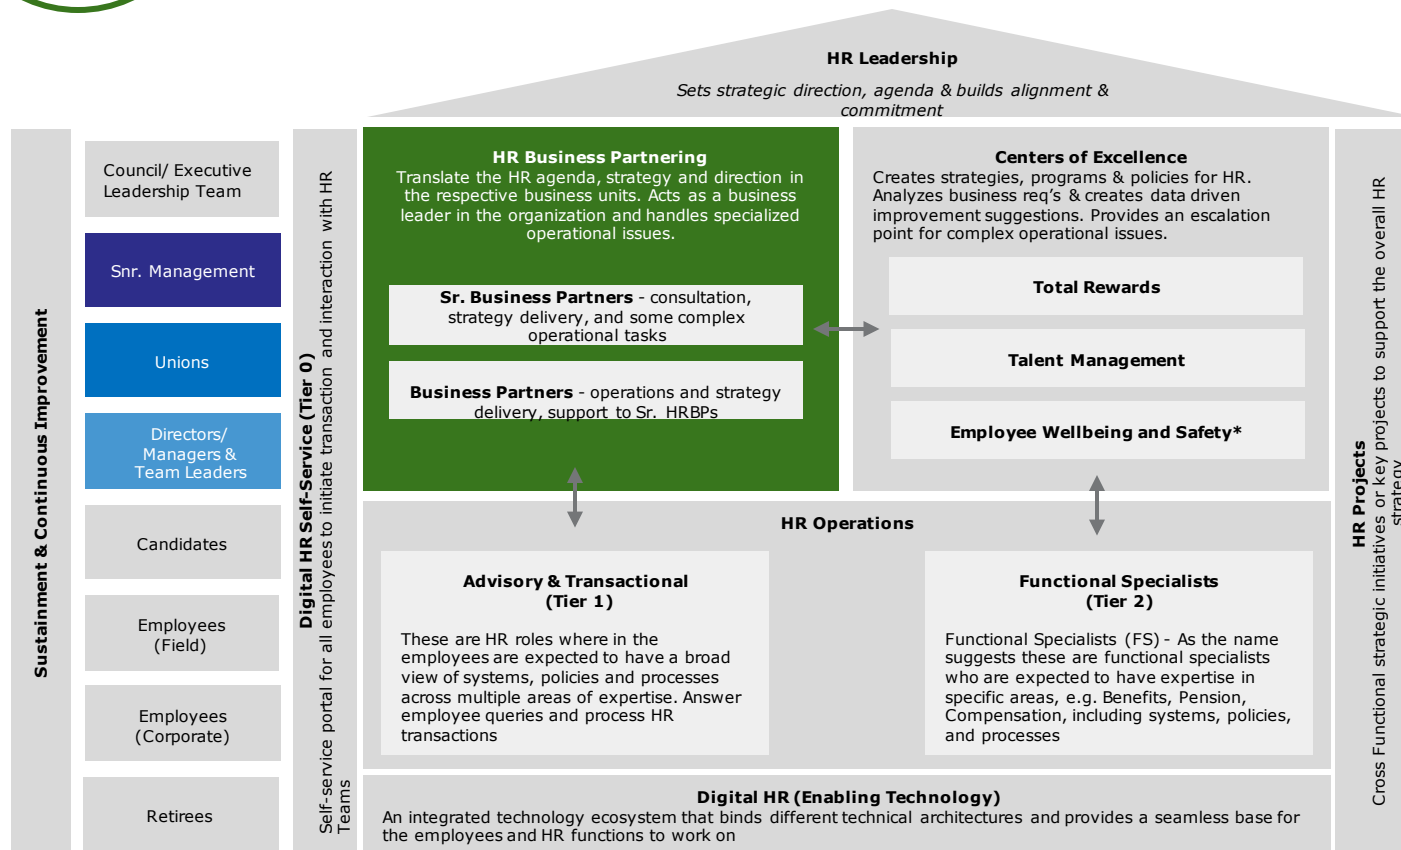 HR Leadership
Sets strategic direction, agenda & builds alignment &
commitment
Sustainment & Continuous Improvement
Council/ Executive
Leadership Team
Snr. Management
Unions
Directors/
Managers &
Team Leaders
Candidates
Employees
(Field)
Employees
(Corporate)
Retirees
Digital HR Self-Service (Tier 0)
Self-service portal for all employees to initiate transaction and interaction with HR
Teams
HR Business Partnering
Translate the HR agenda, strategy and direction in
the respective business units. Acts as a business
leader in the organization and handles specialized
operational issues.
Sr. Business Partners - consultation,
strategy delivery, and some complex
operational tasks
Business Partners - operations and strategy
delivery, support to Sr. HRBPs
Centers of Excellence
Creates strategies, programs & policies for HR.
Analyzes business req’s & creates data driven
improvement suggestions. Provides an escalation
point for complex operational issues.
Total Rewards
Talent Management
Employee Wellbeing and Safety*
HR Operations
Advisory & Transactional
(Tier 1)
These are HR roles where in the
employees are expected to have a broad
view of systems, policies and processes
across multiple areas of expertise. Answer
employee queries and process HR
transactions
Functional Specialists
(Tier 2)
Functional Specialists (FS) - As the name
suggests these are functional specialists
who are expected to have expertise in
specific areas, e.g. Benefits, Pension,
Compensation, including systems, policies,
and processes
Digital HR (Enabling Technology)
An integrated technology ecosystem that binds different technical architectures and provides a seamless base for
the employees and HR functions to work on
HR Projects
Cross Functional strategic initiatives or key projects to support the overall HR
strategy